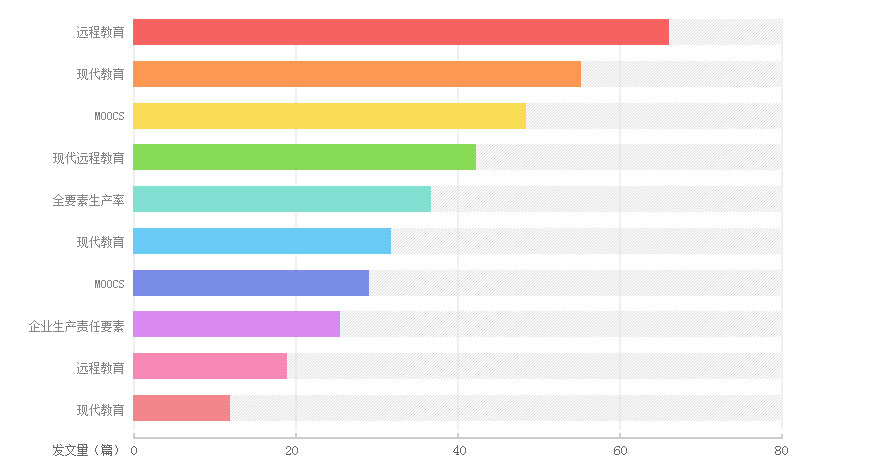 远程教育
现代教育
MOOCS
现代远程教育
全要素生产率
现代教育
MOOCS
企业生产责任要素
远程教育
现代教育
发文量（篇） 0 20 40 60 80